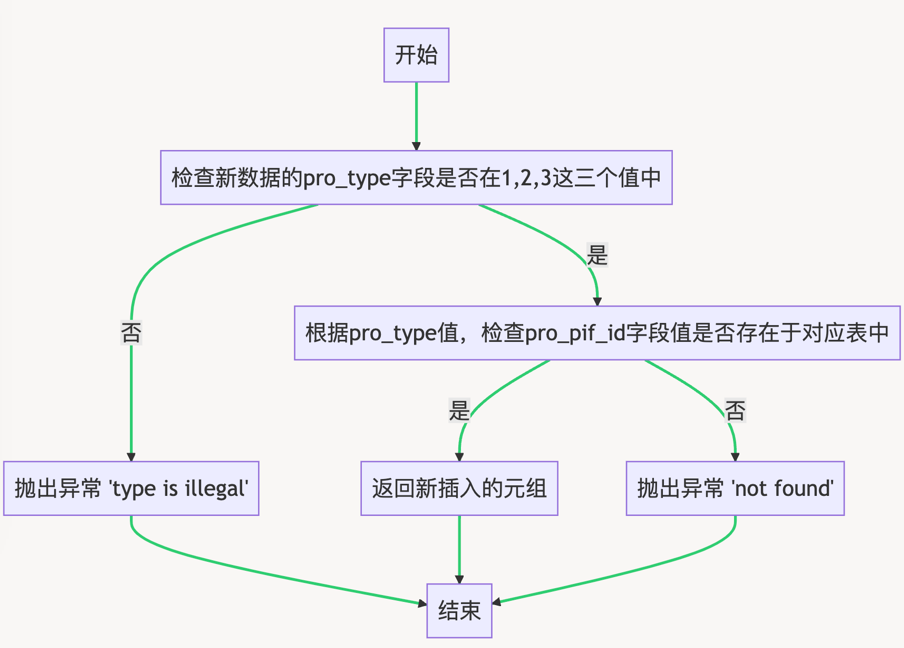 开始
检查新数据的pro_type字段是否在1,2,3这三个值中
是
根据pro_type值，检查pro_pif_id字段值是否存在于对应表中
否
是
否
抛出异常 'type is illegal'
返回新插入的元组
抛出异常 'not found'
结束